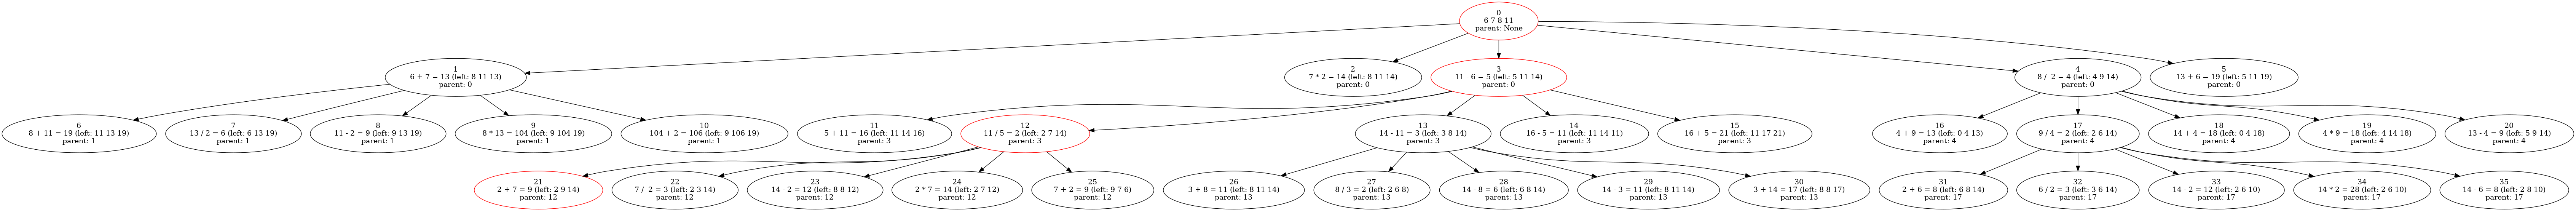 0
6 7 8 11
parent: None
1
6 + 7 = 13 (left: 8 11 13)
parent: 0
2
7 * 2 = 14 (left: 8 11 14)
parent: 0
3
11 - 6 = 5 (left: 5 11 14)
parent: 0
4
8 / 2 = 4 (left: 4 9 14)
parent: 0
5
13 + 6 = 19 (left: 5 11 19)
parent: 0
6
8 + 11 = 19 (left: 11 13 19)
parent: 1
7
13 / 2 = 6 (left: 6 13 19)
parent: 1
8
11 - 2 = 9 (left: 9 13 19)
parent: 1
9
8 * 13 = 104 (left: 9 104 19)
parent: 1
10
104 + 2 = 106 (left: 9 106 19)
parent: 1
11
5 + 11 = 16 (left: 11 14 16)
parent: 3
12
11 / 5 = 2 (left: 2 7 14)
parent: 3
13
14 - 11 = 3 (left: 3 8 14)
parent: 3
14
16 - 5 = 11 (left: 11 14 11)
parent: 3
15
16 + 5 = 21 (left: 11 17 21)
parent: 3
16
4 + 9 = 13 (left: 0 4 13)
parent: 4
17
9 / 4 = 2 (left: 2 6 14)
parent: 4
18
14 + 4 = 18 (left: 0 4 18)
parent: 4
19
4 * 9 = 18 (left: 4 14 18)
parent: 4
20
13 - 4 = 9 (left: 5 9 14)
parent: 4
21
2 + 7 = 9 (left: 2 9 14)
parent: 12
22
7 / 2 = 3 (left: 2 3 14)
parent: 12
23
14 - 2 = 12 (left: 8 8 12)
parent: 12
24
2 * 7 = 14 (left: 2 7 12)
parent: 12
25
7 + 2 = 9 (left: 9 7 6)
parent: 12
26
3 + 8 = 11 (left: 8 11 14)
parent: 13
27
8 / 3 = 2 (left: 2 6 8)
parent: 13
28
14 - 8 = 6 (left: 6 8 14)
parent: 13
29
14 - 3 = 11 (left: 8 11 14)
parent: 13
30
3 + 14 = 17 (left: 8 8 17)
parent: 13
31
2 + 6 = 8 (left: 6 8 14)
parent: 17
32
6 / 2 = 3 (left: 3 6 14)
parent: 17
33
14 - 2 = 12 (left: 2 6 10)
parent: 17
34
14 * 2 = 28 (left: 2 6 10)
parent: 17
35
14 - 6 = 8 (left: 2 8 10)
parent: 17